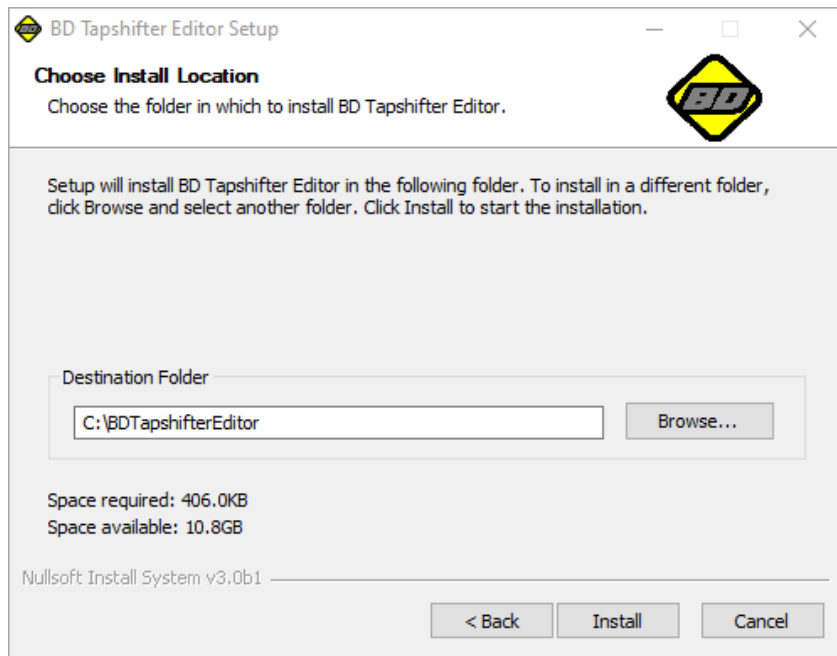 BD Tapshifter Editor Setup
Choose Install Location
Choose the folder in which to install BD Tapshifter Editor.
BD
Setup will install BD Tapshifter Editor in the following folder. To install in a different folder,
click Browse and select another folder. Click Install to start the installation.
Destination Folder
C:\BDTapshifterEditor
Browse...
Space required: 406.0KB
Space available: 10.8GB
Nullsoft Install System v3.0b1
< Back
Install
Cancel